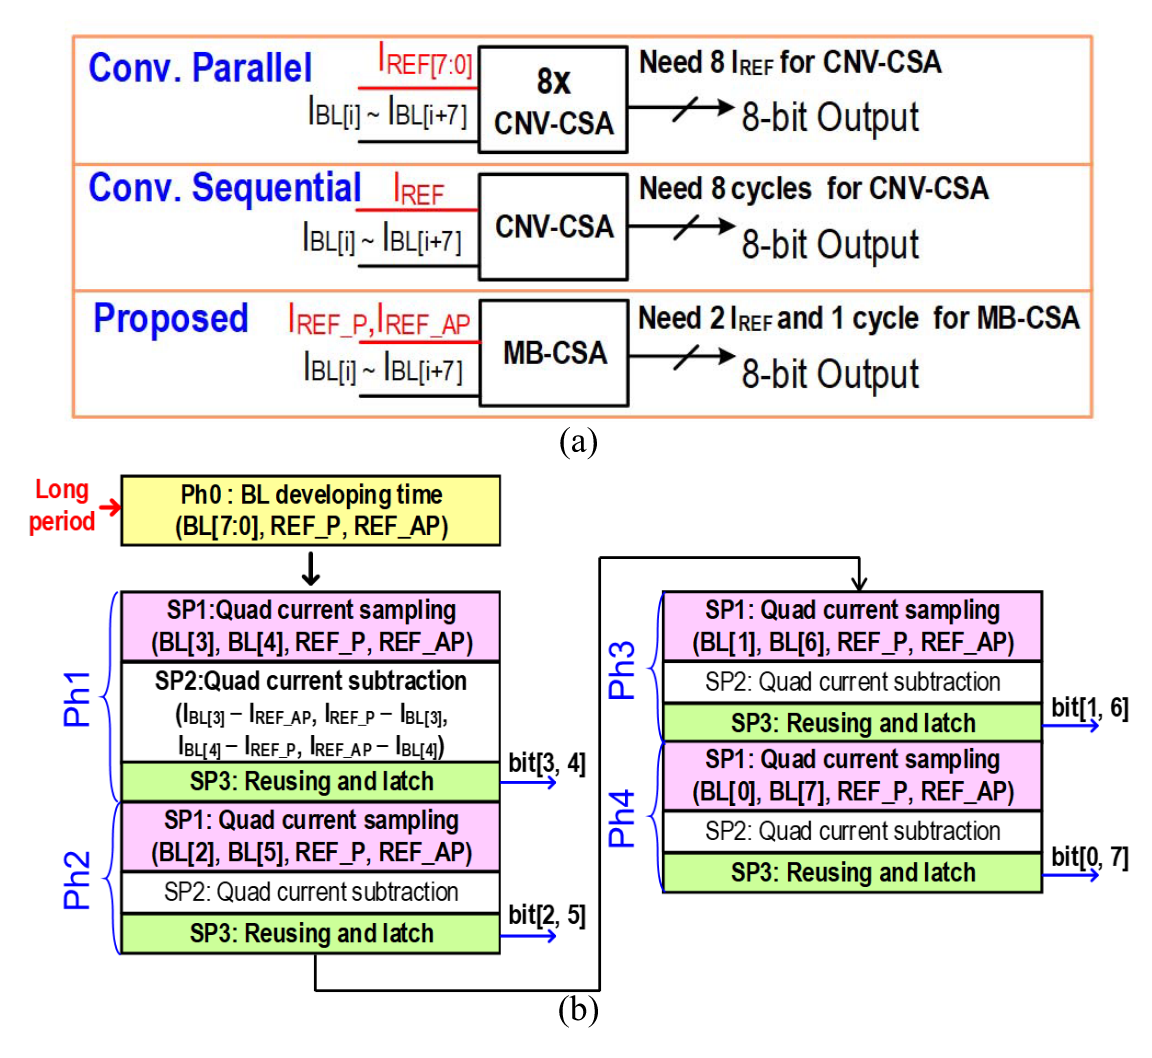 Conv. Parallel
IREF[7:0]
IBL[i] ~ IBL[i+7]
8x
CNV-CSA
Need 8 IREF for CNV-CSA
8-bit Output
Conv. Sequential
IREF
IBL[i] ~ IBL[i+7]
CNV-CSA
Need 8 cycles for CNV-CSA
8-bit Output
Proposed
IREF_P,IREF_AP
IBL[i] ~ IBL[i+7]
MB-CSA
Need 2 IREF and 1 cycle for MB-CSA
8-bit Output
(a)
Long
period
Ph0 : BL developing time
(BL[7:0], REF_P, REF_AP)
Ph1
SP1:Quad current sampling
(BL[3], BL[4], REF_P, REF_AP)
SP2:Quad current subtraction
(IBL[3] – IREF_AP, IREF_P – IBL[3],
IBL[4] – IREF_P, IREF_AP – IBL[4])
SP3: Reusing and latch
bit[3, 4]
Ph2
SP1: Quad current sampling
(BL[2], BL[5], REF_P, REF_AP)
SP2: Quad current subtraction
SP3: Reusing and latch
bit[2, 5]
Ph3
SP1: Quad current sampling
(BL[1], BL[6], REF_P, REF_AP)
SP2: Quad current subtraction
SP3: Reusing and latch
bit[1, 6]
Ph4
SP1: Quad current sampling
(BL[0], BL[7], REF_P, REF_AP)
SP2: Quad current subtraction
SP3: Reusing and latch
bit[0, 7]
(b)